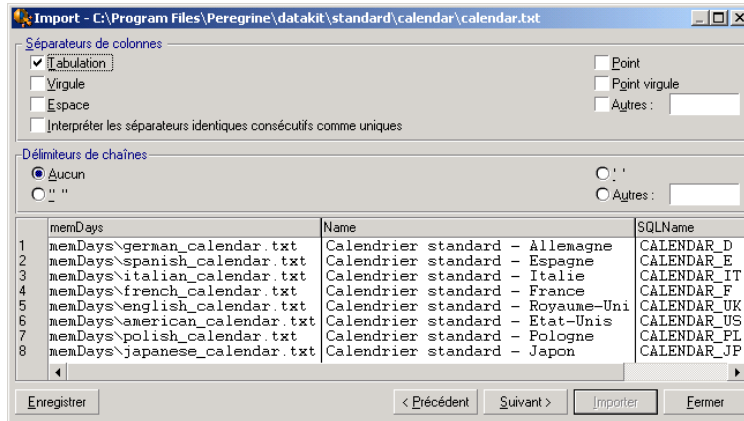 Import - C:\Program Files\Peregrine\datakit\standard\calendar\calendar.txt
Séparateurs de colonnes
Tabulation
Point
Virgule
Point virgule
Espace
Autres :
Interpréter les séparateurs identiques consécutifs comme uniques
Délimiteurs de chaînes
Aucun
' '
" "
Autres :
memDays Name SQLName
1 memDays\german_calendar.txt Calendrier standard - Allemagne CALENDAR_D
2 memDays\spanish_calendar.txt Calendrier standard - Espagne CALENDAR_E
3 memDays\italian_calendar.txt Calendrier standard - Italie CALENDAR_IT
4 memDays\french_calendar.txt Calendrier standard - France CALENDAR_F
5 memDays\english_calendar.txt Calendrier standard - Royaume-Uni CALENDAR_UK
6 memDays\american_calendar.txt Calendrier standard - Etat-Unis CALENDAR_US
7 memDays\polish_calendar.txt Calendrier standard - Pologne CALENDAR_PL
8 memDays\japanese_calendar.txt Calendrier standard - Japon CALENDAR_JP
Enregistrer < Précédent Suivant > Importer Fermer